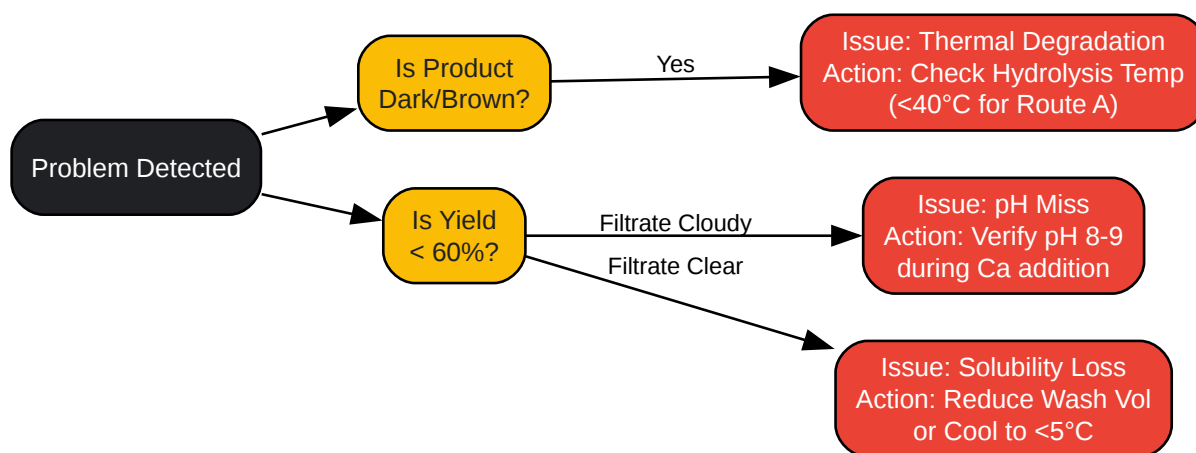 Problem Detected
Is Product
Dark/Brown?
Yes
Issue: Thermal Degradation
Action: Check Hydrolysis Temp
(<40°C for Route A)
Is Yield
< 60%?
Filtrate Cloudy
Issue: pH Miss
Action: Verify pH 8-9
during Ca addition
Filtrate Clear
Issue: Solubility Loss
Action: Reduce Wash Vol
or Cool to <5°C